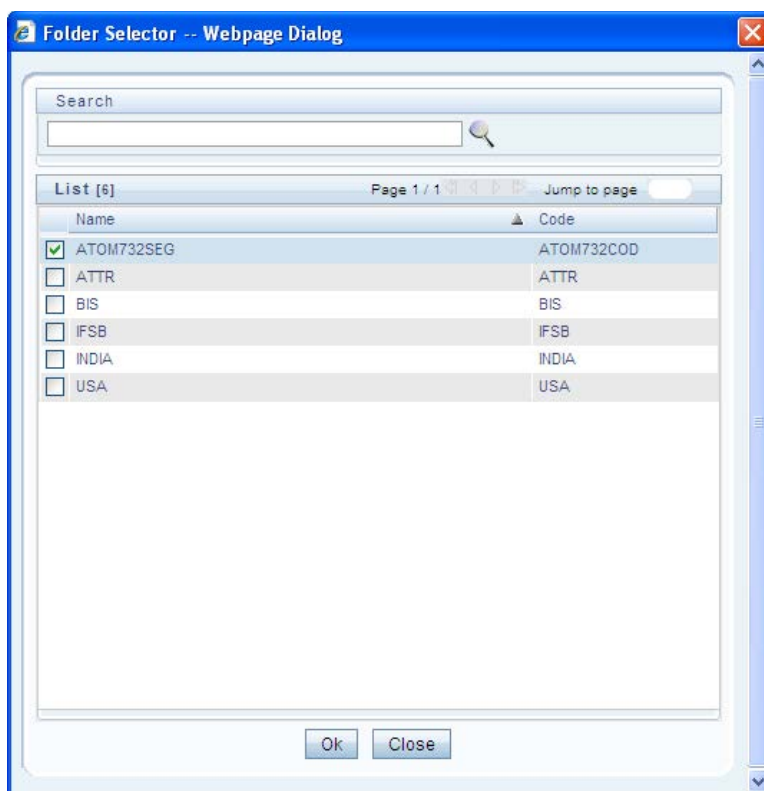 Folder Selector -- Webpage Dialog
Search
List [6] Page 1 / 1 Jump to page
Name Code
ATOM732SEG ATOM732COD
ATTR ATTR
BIS BIS
IFSB IFSB
INDIA INDIA
USA USA
Ok Close